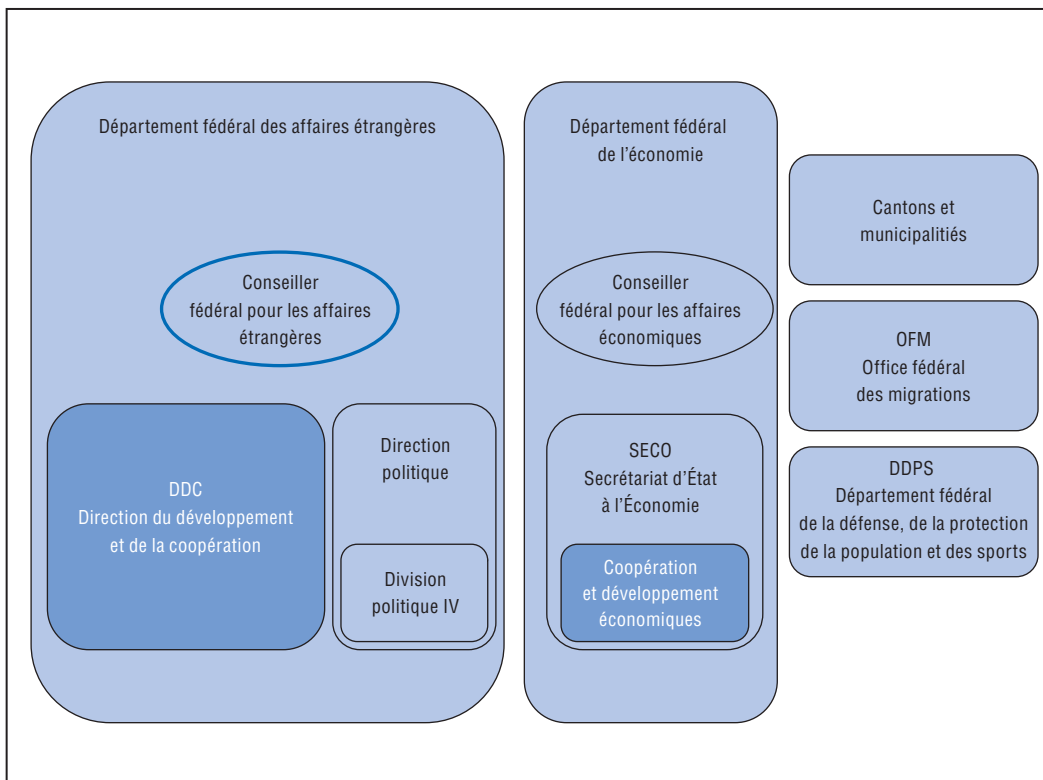 Département fédéral des affaires étrangères
Conseiller
fédéral pour les affaires
étrangères
DDC
Direction du développement
et de la coopération
Direction
politique
Division
politique IV
Département fédéral
de l’économie
Conseiller
fédéral pour les affaires
économiques
SECO
Secrétariat d’État
à l’Économie
Coopération
et développement
économiques
Cantons et
municipalitiés
OFM
Office fédéral
des migrations
DDPS
Département fédéral
de la défense, de la protection
de la population et des sports